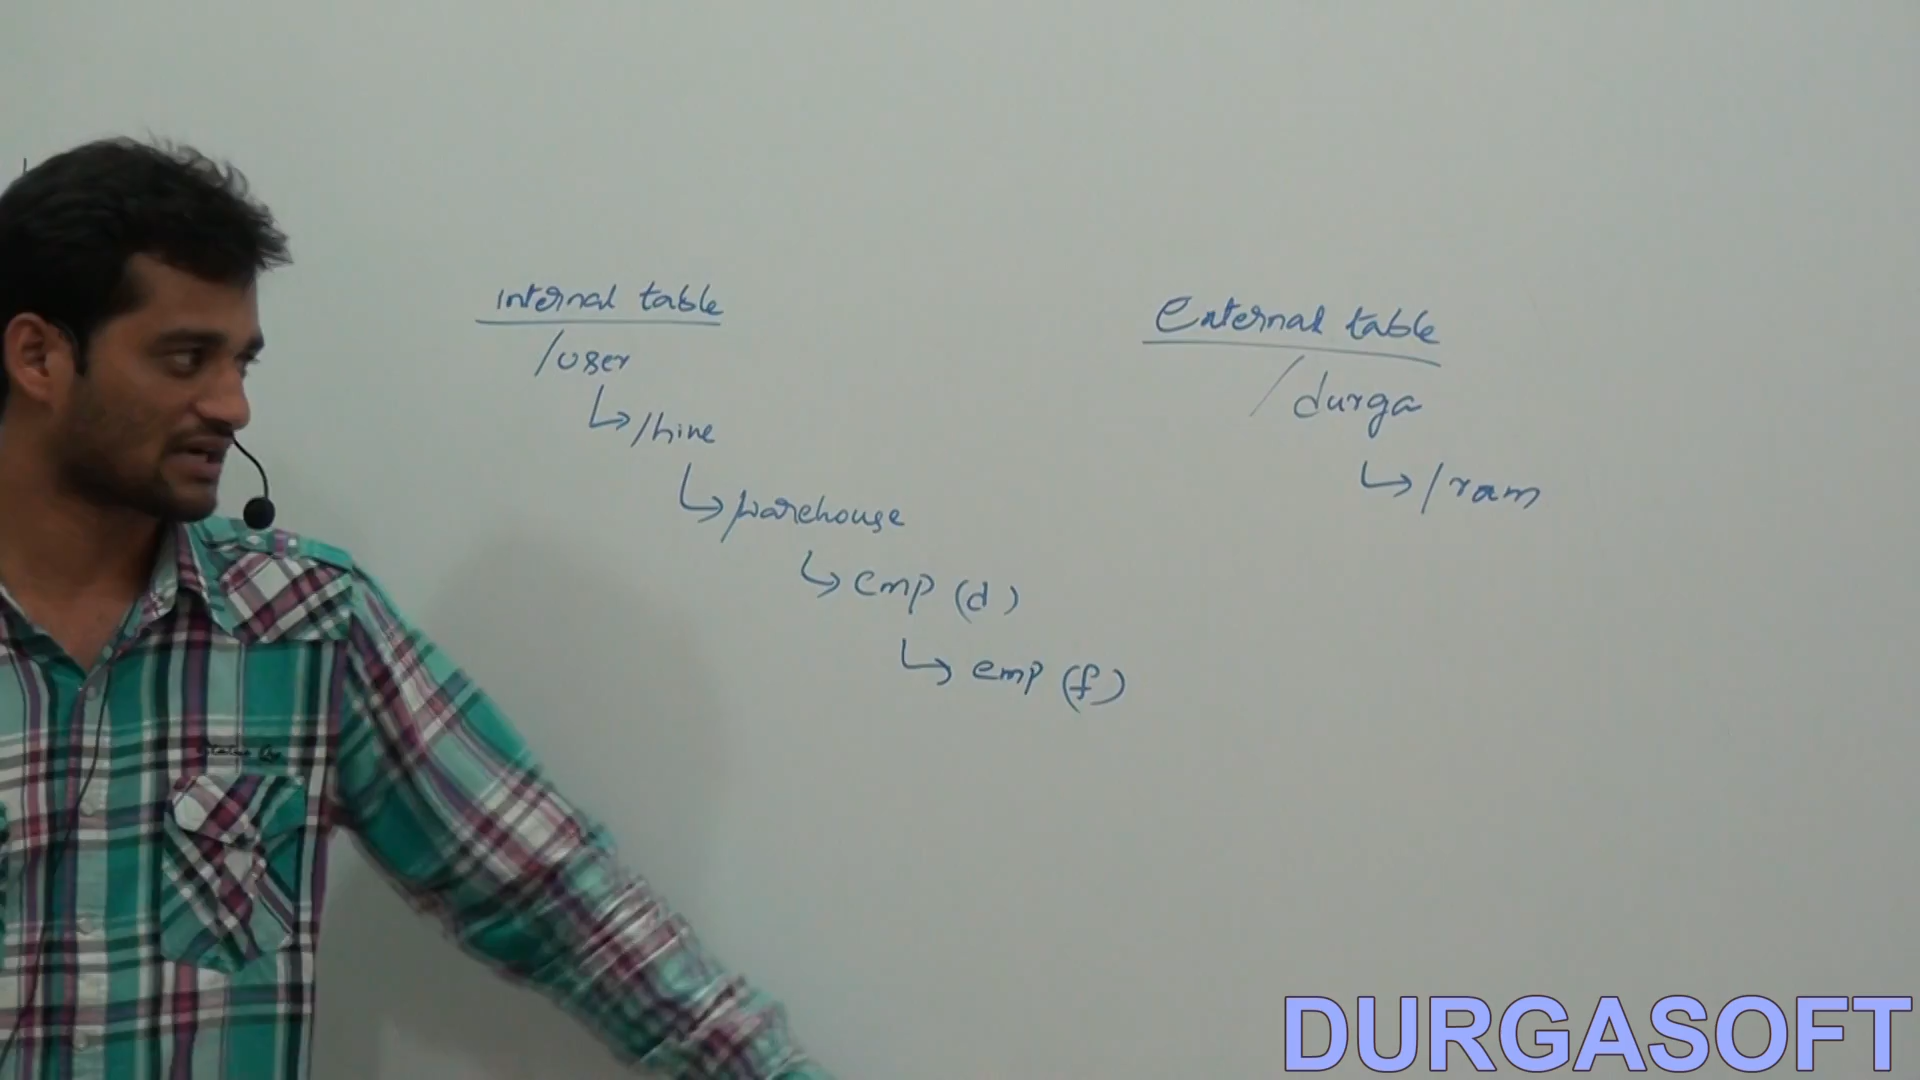 internal table
/user
↳ /hive
↳ /warehouse
↳ emp (d)
↳ emp (f)
External table
/durga
↳ /ram
DURGASOFT